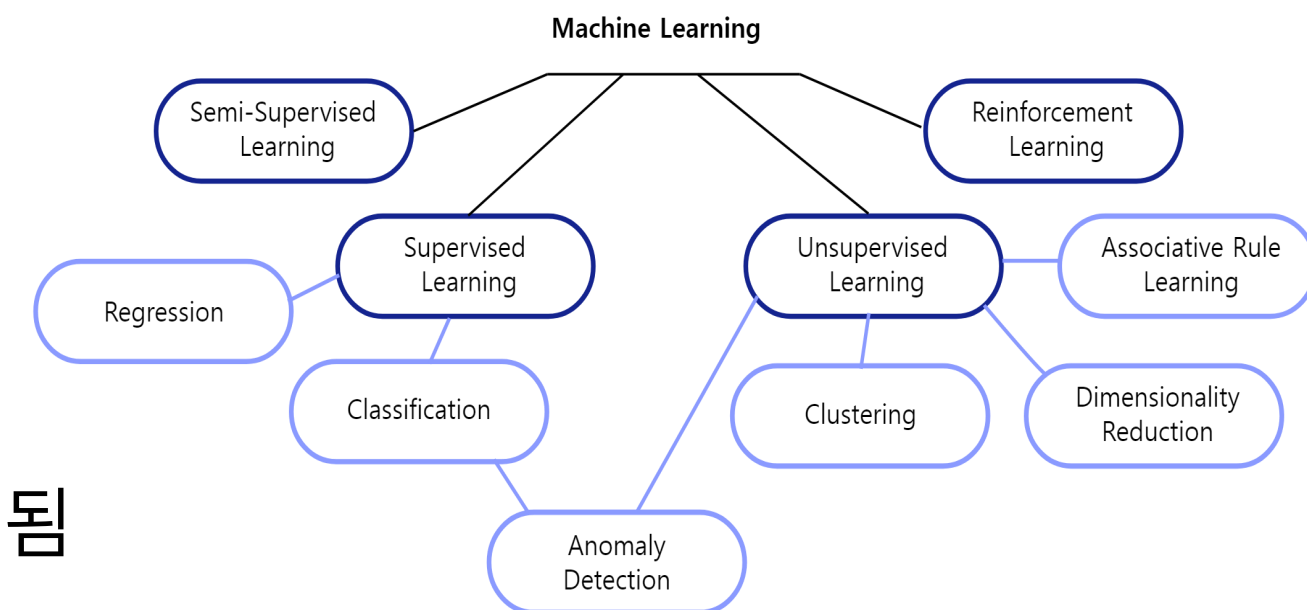 Machine Learning
Semi-Supervised
Learning
Reinforcement
Learning
Supervised
Learning
Unsupervised
Learning
Associative Rule
Learning
Regression
Classification
Clustering
Dimensionality
Reduction
됨
Anomaly
Detection